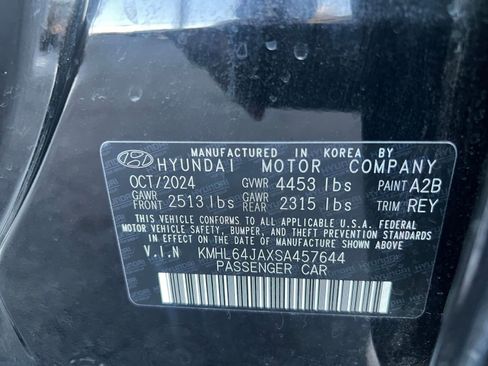 MANUFACTURED IN KOREA BY
HYUNDAI MOTOR COMPANY
OCT/2024 GVWR 4453 lbs PAINT A2B
GAWR FRONT 2513 lbs GAWR REAR 2315 lbs TRIM REY
THIS VEHICLE CONFORMS TO ALL APPLICABLE U.S.A. FEDERAL
MOTOR VEHICLE SAFETY, BUMPER, AND THEFT PREVENTION
STANDARDS IN EFFECT ON THE DATE OF MANUFACTURE SHOWN ABOVE.
V.I.N KMHL64JAXSA457644
PASSENGER CAR